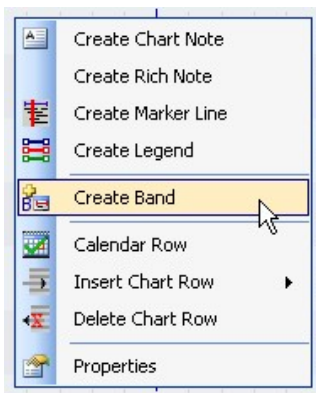 Create Chart Note
Create Rich Note
Create Marker Line
Create Legend
Create Band
Calendar Row
Insert Chart Row
Delete Chart Row
Properties